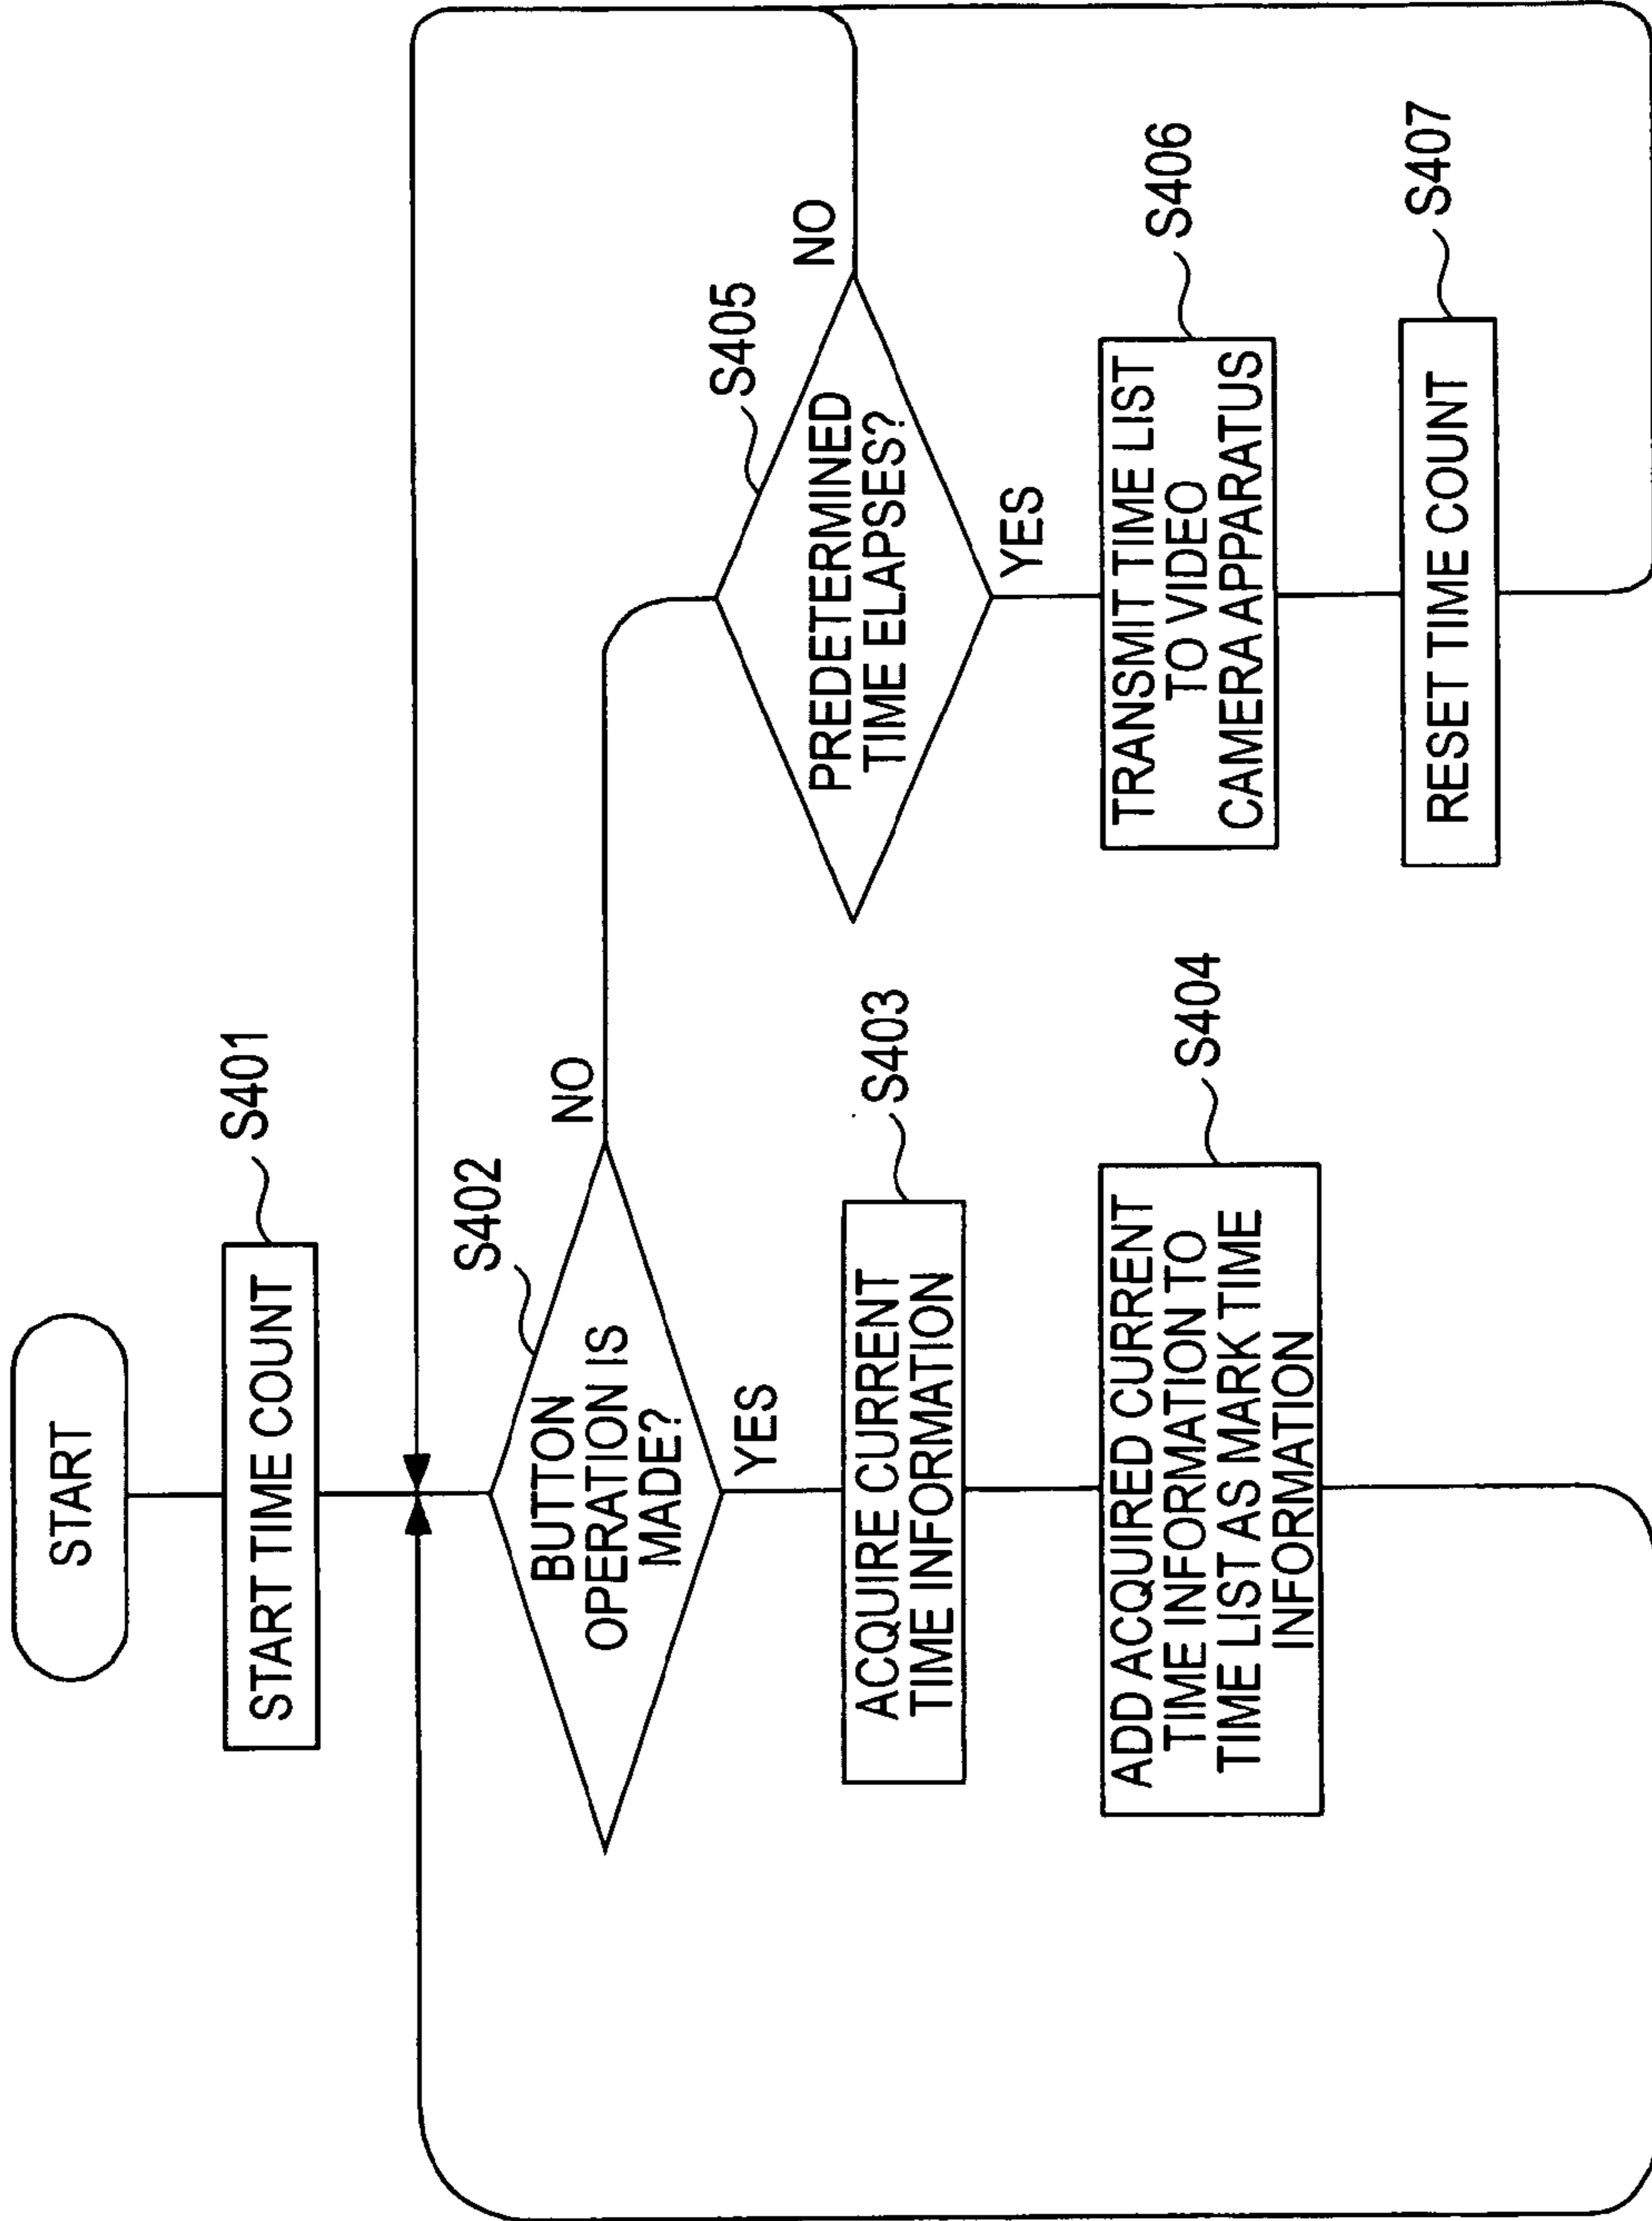 START
START TIME COUNT
S401
BUTTON
OPERATION IS
MADE?
S402
NO
YES
ACQUIRE CURRENT
TIME INFORMATION
S403
ADD ACQUIRED CURRENT
TIME INFORMATION TO
TIME LIST AS MARK TIME
INFORMATION
S404
PREDETERMINED
TIME ELAPSES?
S405
NO
YES
TRANSMIT TIME LIST
TO VIDEO
CAMERA APPARATUS
S406
RESET TIME COUNT
S407